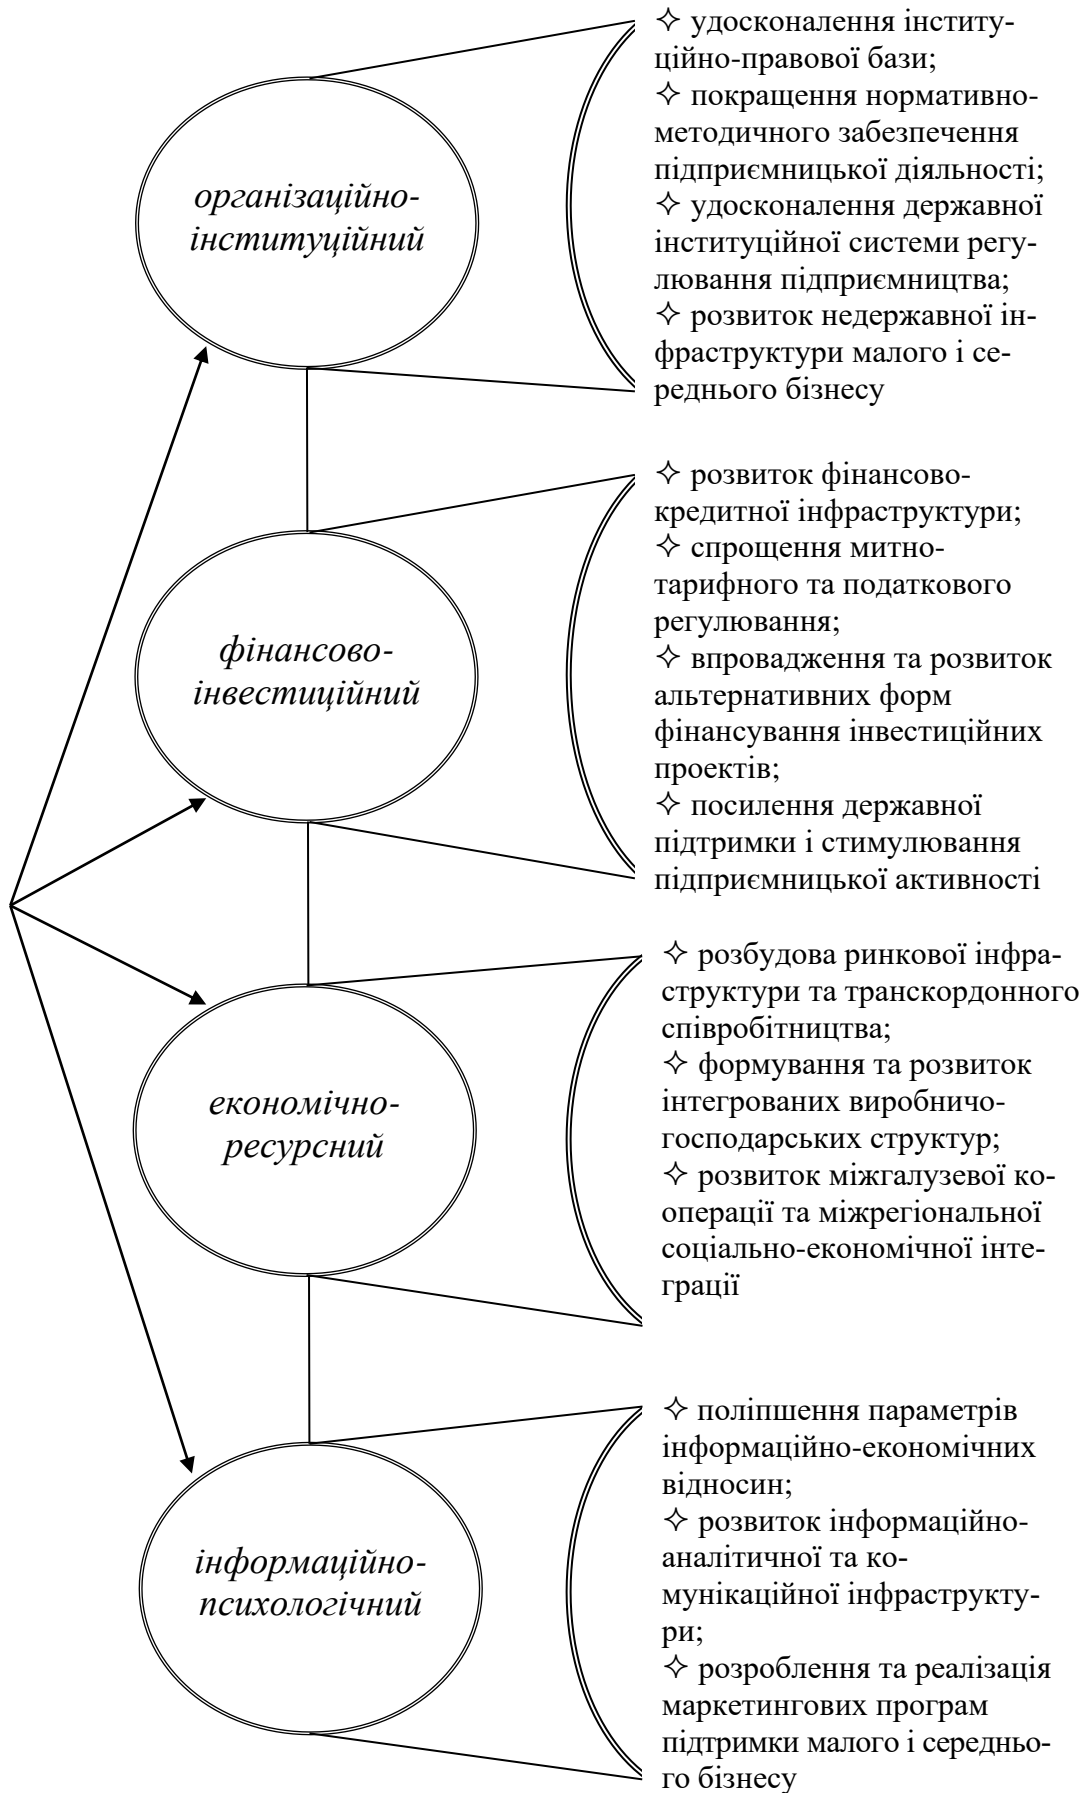 організаційно-
інституційний
✧ удосконалення інститу-
ційно-правової бази;
✧ покращення нормативно-
методичного забезпечення
підприємницької діяльності;
✧ удосконалення державної
інституційної системи регу-
лювання підприємництва;
✧ розвиток недержавної ін-
фраструктури малого і се-
реднього бізнесу
фінансово-
інвестиційний
✧ розвиток фінансово-
кредитної інфраструктури;
✧ спрощення митно-
тарифного та податкового
регулювання;
✧ впровадження та розвиток
альтернативних форм
фінансування інвестиційних
проектів;
✧ посилення державної
підтримки і стимулювання
підприємницької активності
економічно-
ресурсний
✧ розбудова ринкової інфра-
структури та транскордонного
співробітництва;
✧ формування та розвиток
інтегрованих виробничо-
господарських структур;
✧ розвиток міжгалузевої ко-
операції та міжрегіональної
соціально-економічної інте-
грації
інформаційно-
психологічний
✧ поліпшення параметрів
інформаційно-економічних
відносин;
✧ розвиток інформаційно-
аналітичної та ко-
мунікаційної інфраструкту-
ри;
✧ розроблення та реалізація
маркетингових програм
підтримки малого і середньо-
го бізнесу